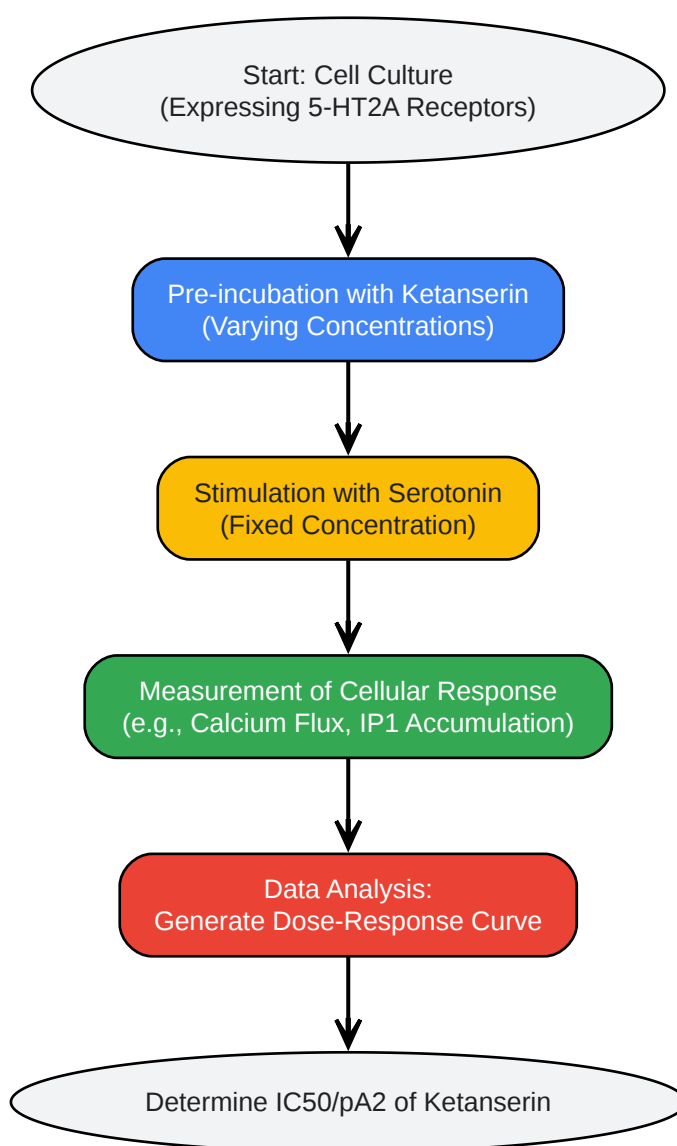 Start: Cell Culture
(Expressing 5-HT2A Receptors)
Pre-incubation with Ketanserin
(Varying Concentrations)
Stimulation with Serotonin
(Fixed Concentration)
Measurement of Cellular Response
(e.g., Calcium Flux, IP1 Accumulation)
Data Analysis:
Generate Dose-Response Curve
Determine IC50/pA2 of Ketanserin